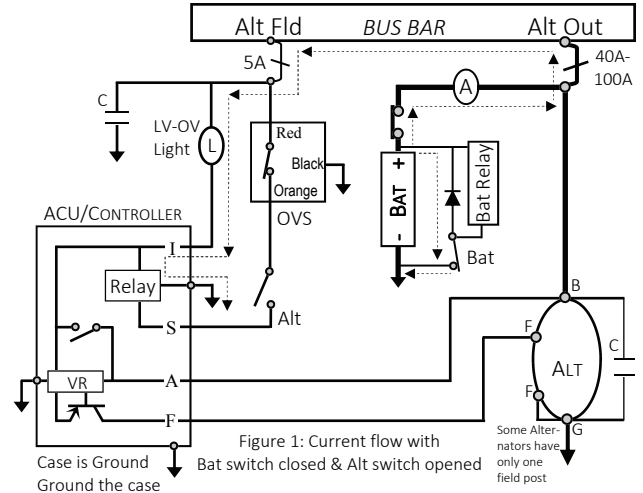 Alt Fld
BUS BAR
Alt Out
5A
40A-
100A
C
A
LV-OV
Light
L
Red
Black
Orange
OVS
+
BAT
-
Bat Relay
Bat
ACU/CONTROLLER
I
Relay
S
Alt
B
F
A
VR
ALT
C
F
F
G
Case is Ground
Ground the case
Figure 1: Current flow with
Bat switch closed & Alt switch opened
Some Alter-
nators have
only one
field post